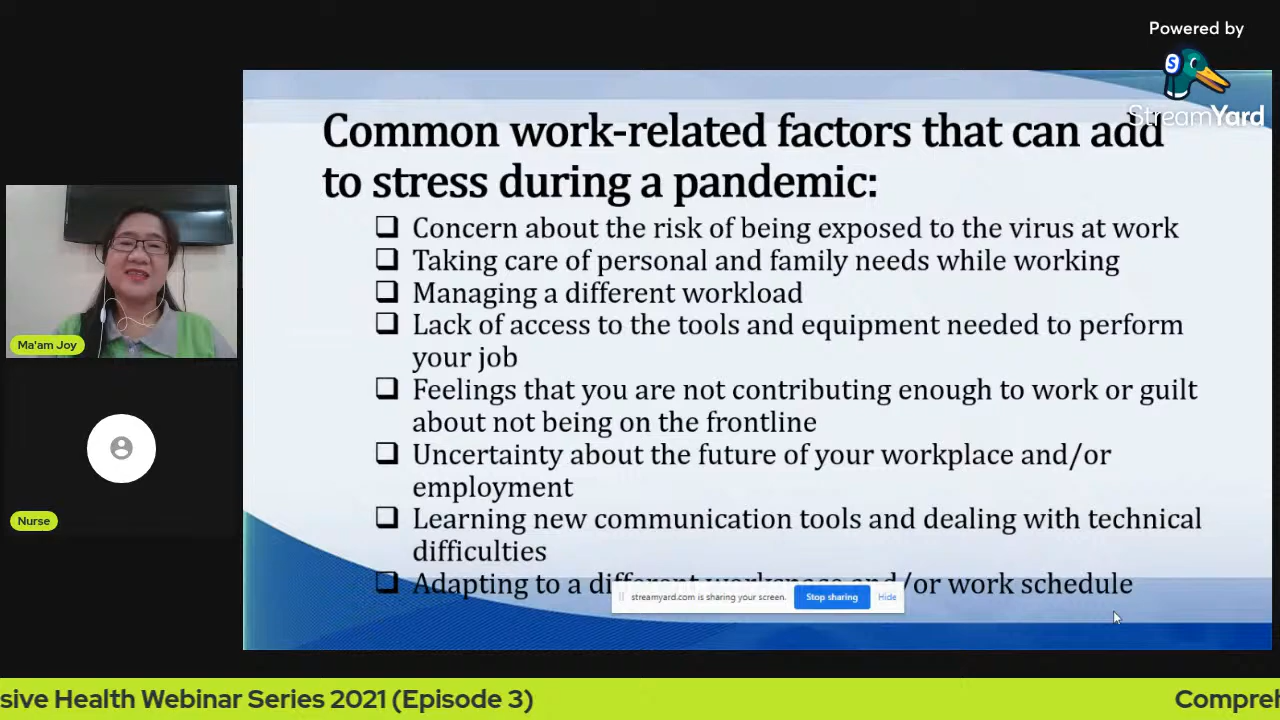 Powered by
StreamYard
Common work-related factors that can add
to stress during a pandemic:
Concern about the risk of being exposed to the virus at work
Taking care of personal and family needs while working
Managing a different workload
Lack of access to the tools and equipment needed to perform
your job
Feelings that you are not contributing enough to work or guilt
about not being on the frontline
Uncertainty about the future of your workplace and/or
employment
Learning new communication tools and dealing with technical
difficulties
Adapting to a different workspace and/or work schedule
streamyard.com is sharing your screen.
Stop sharing
Hide
Ma'am Joy
Nurse
sive Health Webinar Series 2021 (Episode 3)
Compreh